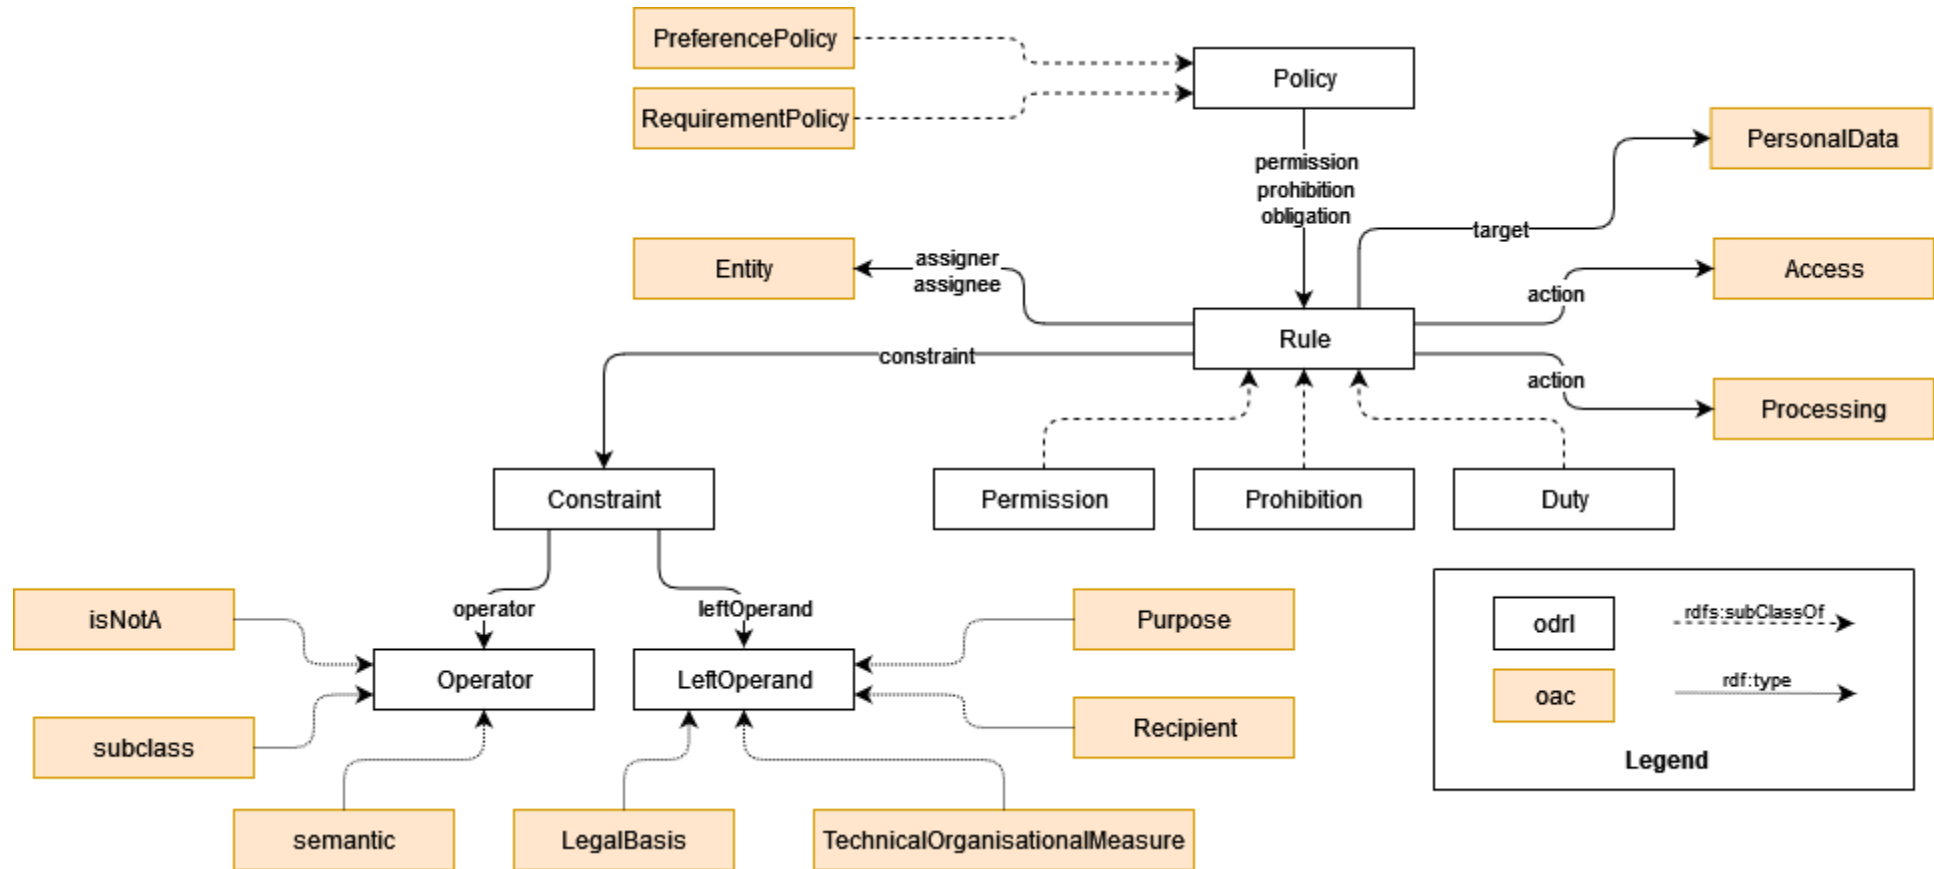 PreferencePolicy
Policy
RequirementPolicy
PersonalData
permission
prohibition
obligation
target
Entity
assigner
assignee
Access
action
Rule
constraint
action
Processing
Constraint
Permission
Prohibition
Duty
isNotA
operator
leftOperand
Purpose
Operator
LeftOperand
subclass
Recipient
semantic
LegalBasis
TechnicalOrganisationalMeasure
odrl
rdfs:subClassOf
oac
rdf:type
Legend